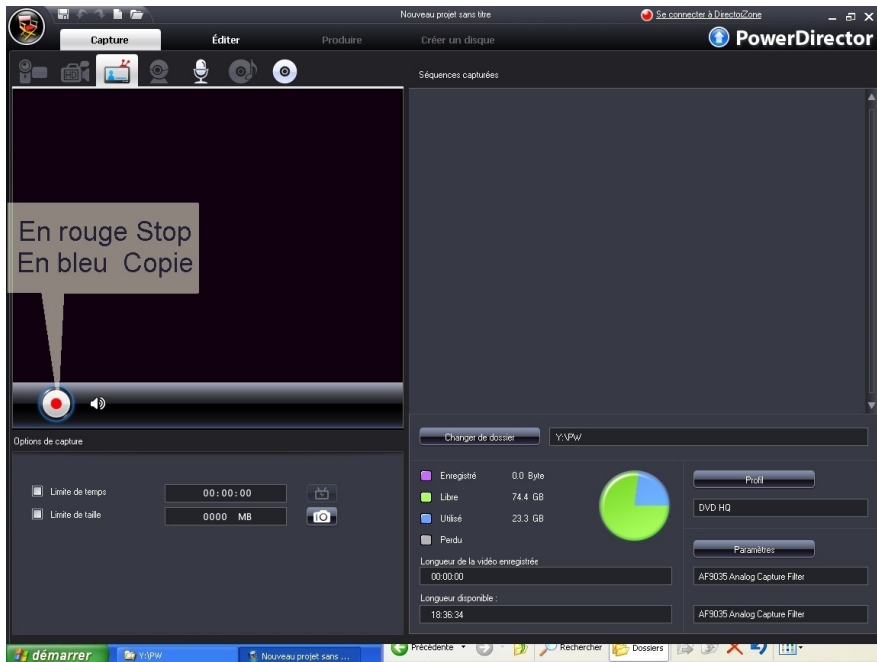 Nouveau projet sans titre
Se connecter à DirectorZone
Capture
Éditer
Produire
Créer un disque
PowerDirector
HD
Séquences capturées
En rouge Stop
En bleu Copie
Changer de dossier
Y:\PW
Options de capture
Limite de temps
00:00:00
Limite de taille
0000 MB
Enregistré
0.0 Byte
Libre
74.4 GB
Utilisé
23.3 GB
Perdu
Longueur de la vidéo enregistrée
00:00:00
Longueur disponible :
18:36:34
Profil
DVD HQ
Paramètres
AF9035 Analog Capture Filter
AF9035 Analog Capture Filter
démarrer
Y:\PW
Nouveau projet sans ...
Précédente
Rechercher
Dossiers